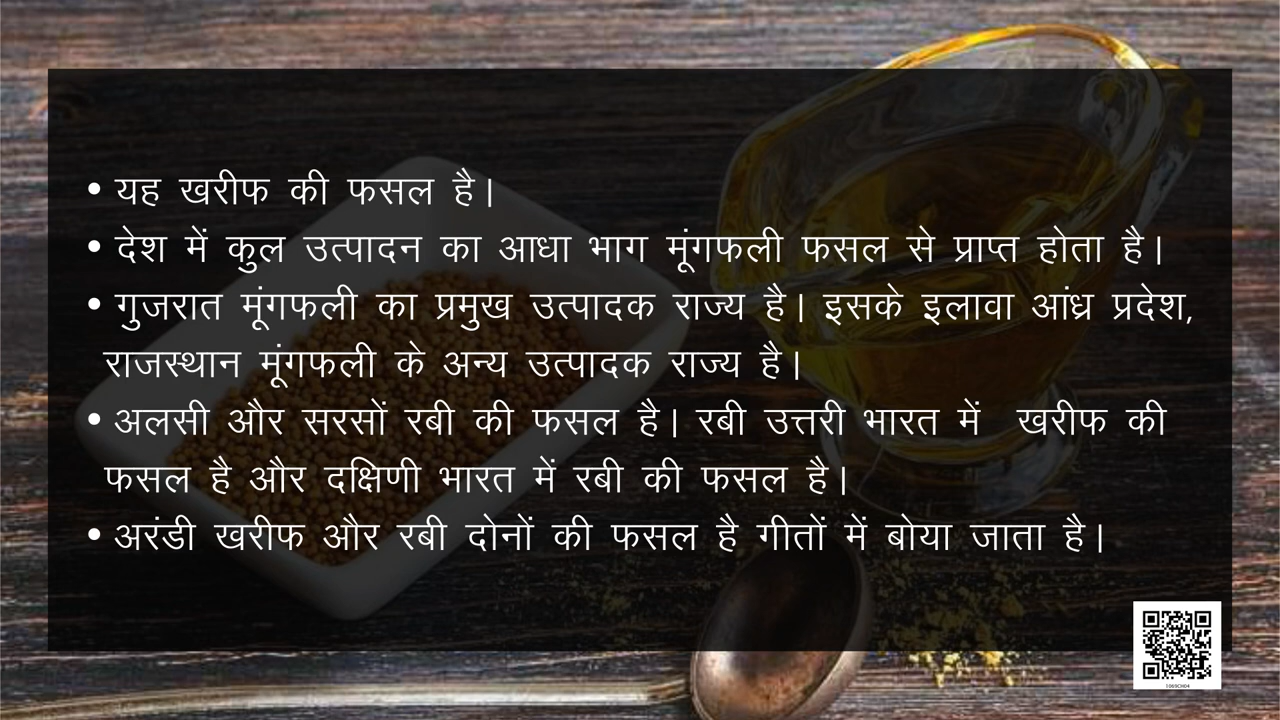 • यह खरीफ की फसल है।
• देश में कुल उत्पादन का आधा भाग मूंगफली फसल से प्राप्त होता है।
• गुजरात मूंगफली का प्रमुख उत्पादक राज्य है। इसके इलावा आंध्र प्रदेश,
राजस्थान मूंगफली के अन्य उत्पादक राज्य है।
• अलसी और सरसों रबी की फसल है। रबी उत्तरी भारत में खरीफ की
फसल है और दक्षिणी भारत में रबी की फसल है।
• अरंडी खरीफ और रबी दोनों की फसल है गीतों में बोया जाता है।